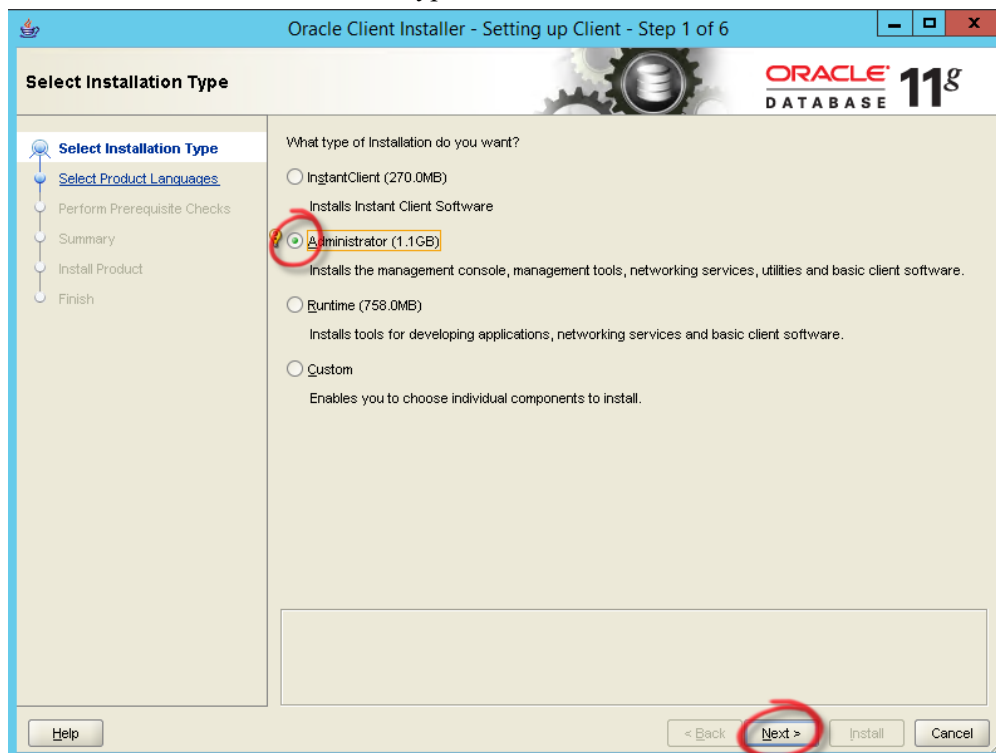 Oracle Client Installer - Setting up Client - Step 1 of 6
Select Installation Type
ORACLE
DATABASE
11g
Select Installation Type
Select Product Languages
Perform Prerequisite Checks
Summary
Install Product
Finish
What type of Installation do you want?
InstantClient (270.0MB)
Installs Instant Client Software
Administrator (1.1GB)
Installs the management console, management tools, networking services, utilities and basic client software.
Runtime (758.0MB)
Installs tools for developing applications, networking services and basic client software.
Custom
Enables you to choose individual components to install.
Help
< Back
Next >
Install
Cancel